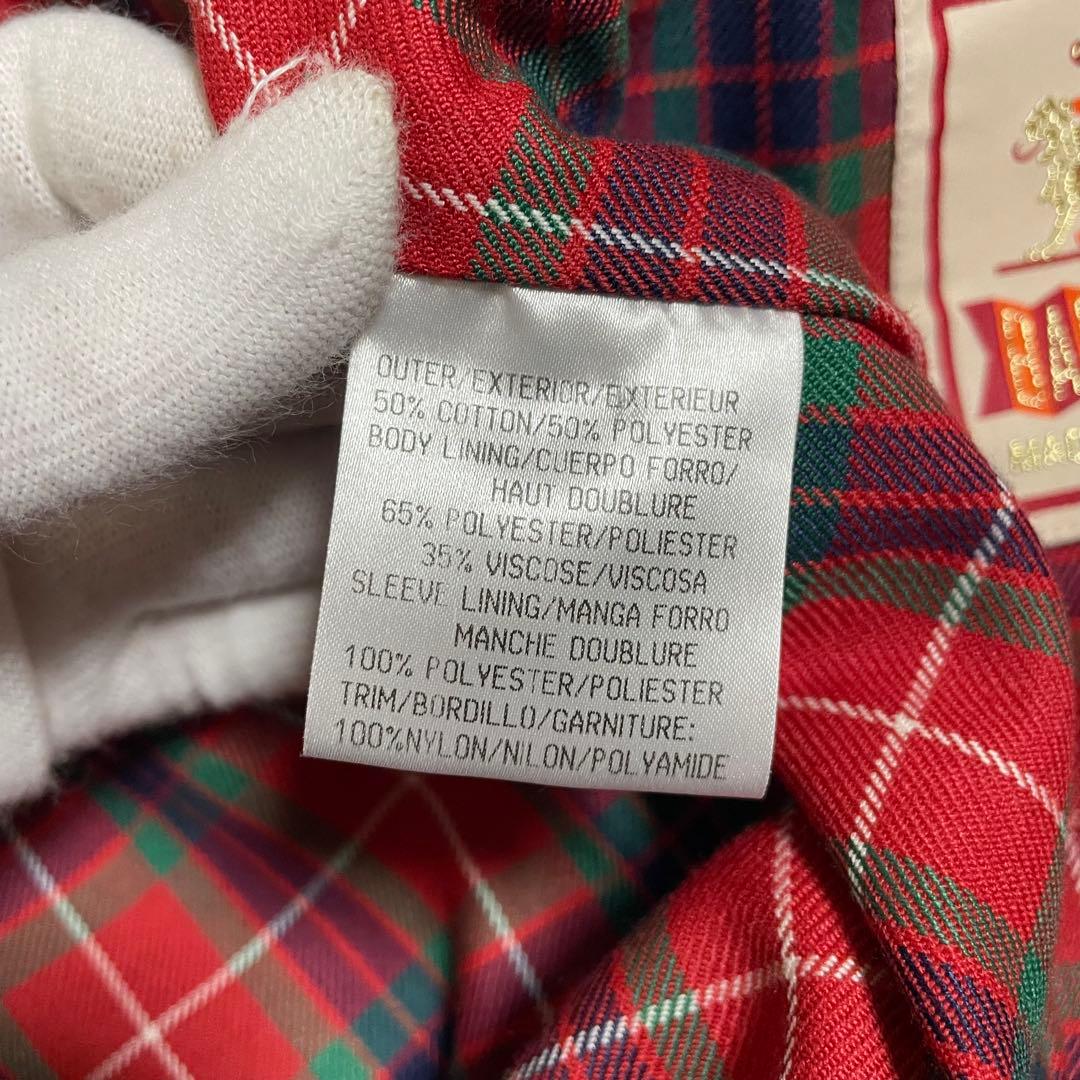 OUTER/EXTERIOR/EXTERIEUR
50% COTTON/50% POLYESTER
BODY LINING/CUERPO FORRO/
HAUT DOUBLURE
65% POLYESTER/POLIESTER
35% VISCOSE/VISCOSA
SLEEVE LINING/MANGA FORRO
MANCHE DOUBLURE
100% POLYESTER/POLIESTER
TRIM/BORDILLO/GARNITURE:
100%NYLON/NILON/POLYAMIDE